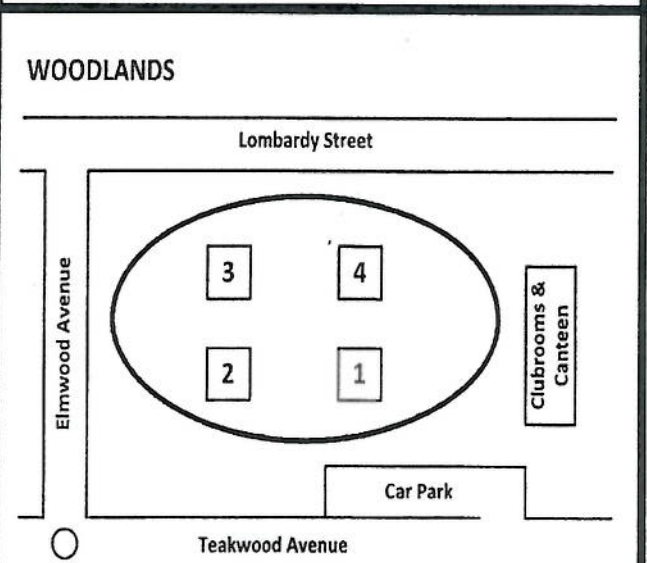 WOODLANDS
Lombardy Street
Elmwood Avenue
3
4
2
1
Clubrooms &
Canteen
Car Park
Teakwood Avenue